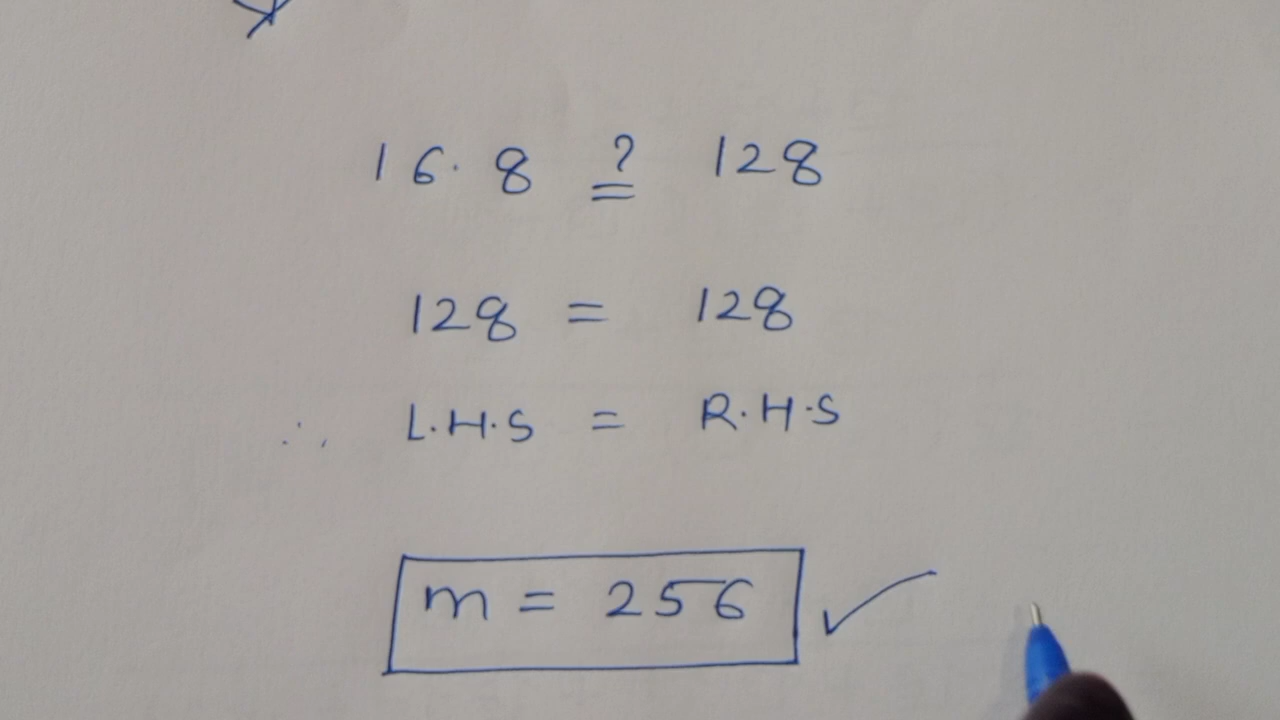 16. 8 ≟ 128
128 = 128
∴ L.H.S = R.H.S
m = 256 ✓